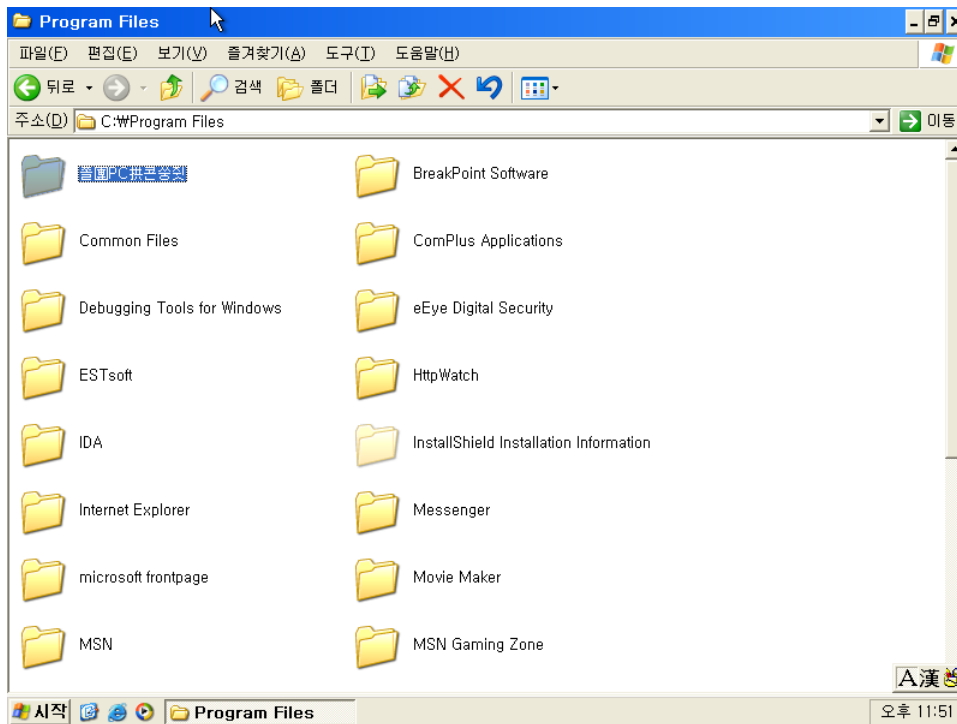 Program Files
파일(F) 편집(E) 보기(V) 즐겨찾기(A) 도구(T) 도움말(H)
뒤로 검색 폴더
주소(D) C:₩Program Files 이동
BreakPoint Software
Common Files ComPlus Applications
Debugging Tools for Windows eEye Digital Security
ESTsoft HttpWatch
IDA InstallShield Installation Information
Internet Explorer Messenger
microsoft frontpage Movie Maker
MSN MSN Gaming Zone
A漢
시작 Program Files 오후 11:51